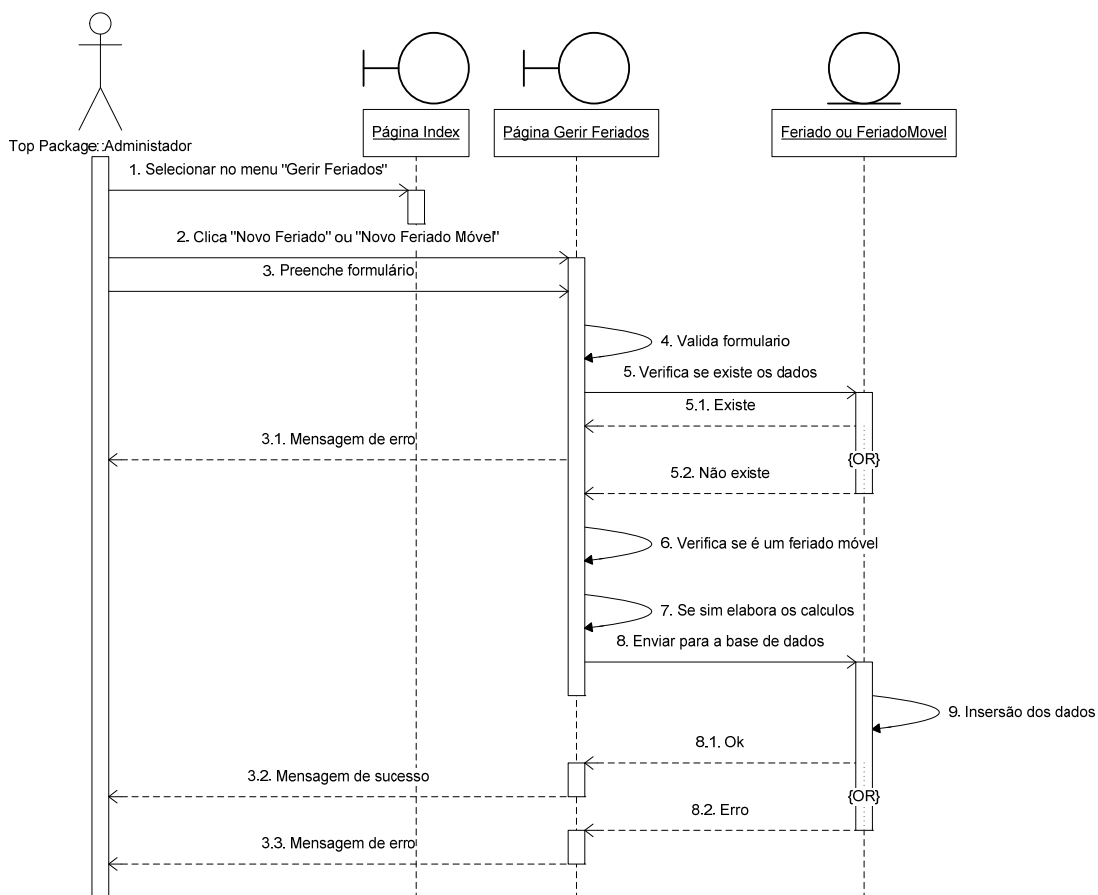 Página Index
Página Gerir Feriados
Feriado ou FeriadoMovel
Top Package::Administador
1. Selecionar no menu "Gerir Feriados"
2. Clica "Novo Feriado" ou "Novo Feriado Móvel"
3. Preenche formulário
4. Valida formulario
5. Verifica se existe os dados
5.1. Existe
3.1. Mensagem de erro
{OR}
5.2. Não existe
6. Verifica se é um feriado móvel
7. Se sim elabora os calculos
8. Enviar para a base de dados
9. Insersão dos dados
8.1. Ok
3.2. Mensagem de sucesso
{OR}
8.2. Erro
3.3. Mensagem de erro